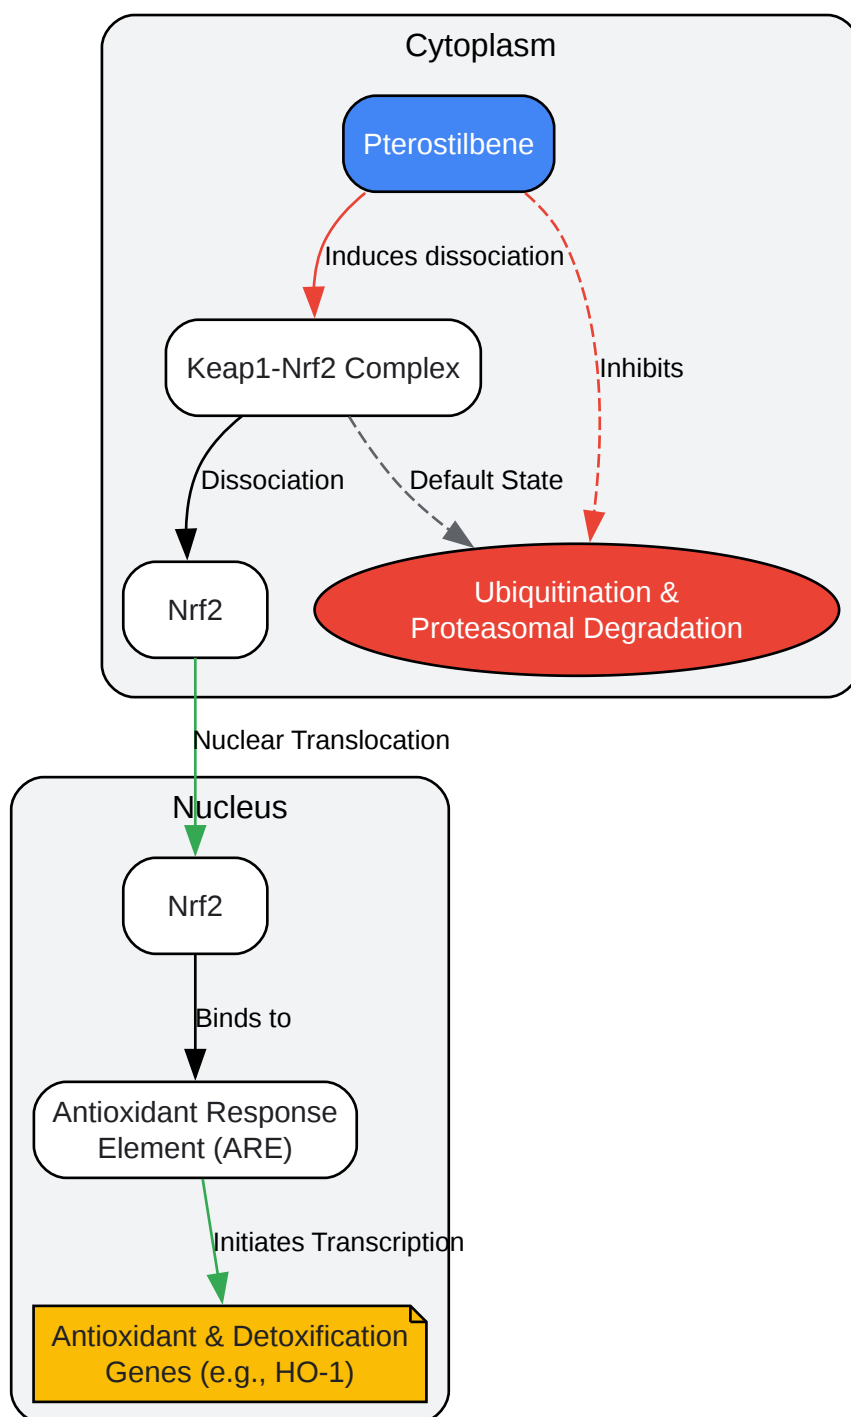 Cytoplasm
Pterostilbene
Induces dissociation
Keap1-Nrf2 Complex
Inhibits
Dissociation
Default State
Nrf2
Ubiquitination &
Proteasomal Degradation
Nuclear Translocation
Nucleus
Nrf2
Binds to
Antioxidant Response
Element (ARE)
Initiates Transcription
Antioxidant & Detoxification
Genes (e.g., HO-1)